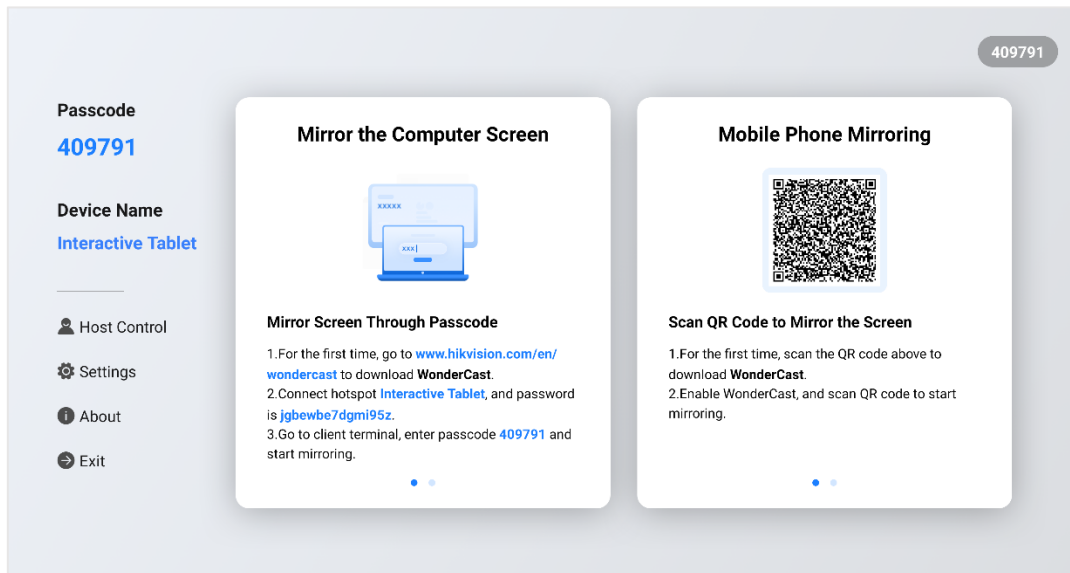 409791
Passcode
409791
Device Name
Interactive Tablet
Host Control
Settings
About
Exit
Mirror the Computer Screen
XXXXX
XXX
Mirror Screen Through Passcode
1.For the first time, go to www.hikvision.com/en/
wondercast to download WonderCast.
2.Connect hotspot Interactive Tablet, and password
is jgbewbe7dgmi95z.
3.Go to client terminal, enter passcode 409791 and
start mirroring.
Mobile Phone Mirroring
Scan QR Code to Mirror the Screen
1.For the first time, scan the QR code above to
download WonderCast.
2.Enable WonderCast, and scan QR code to start
mirroring.